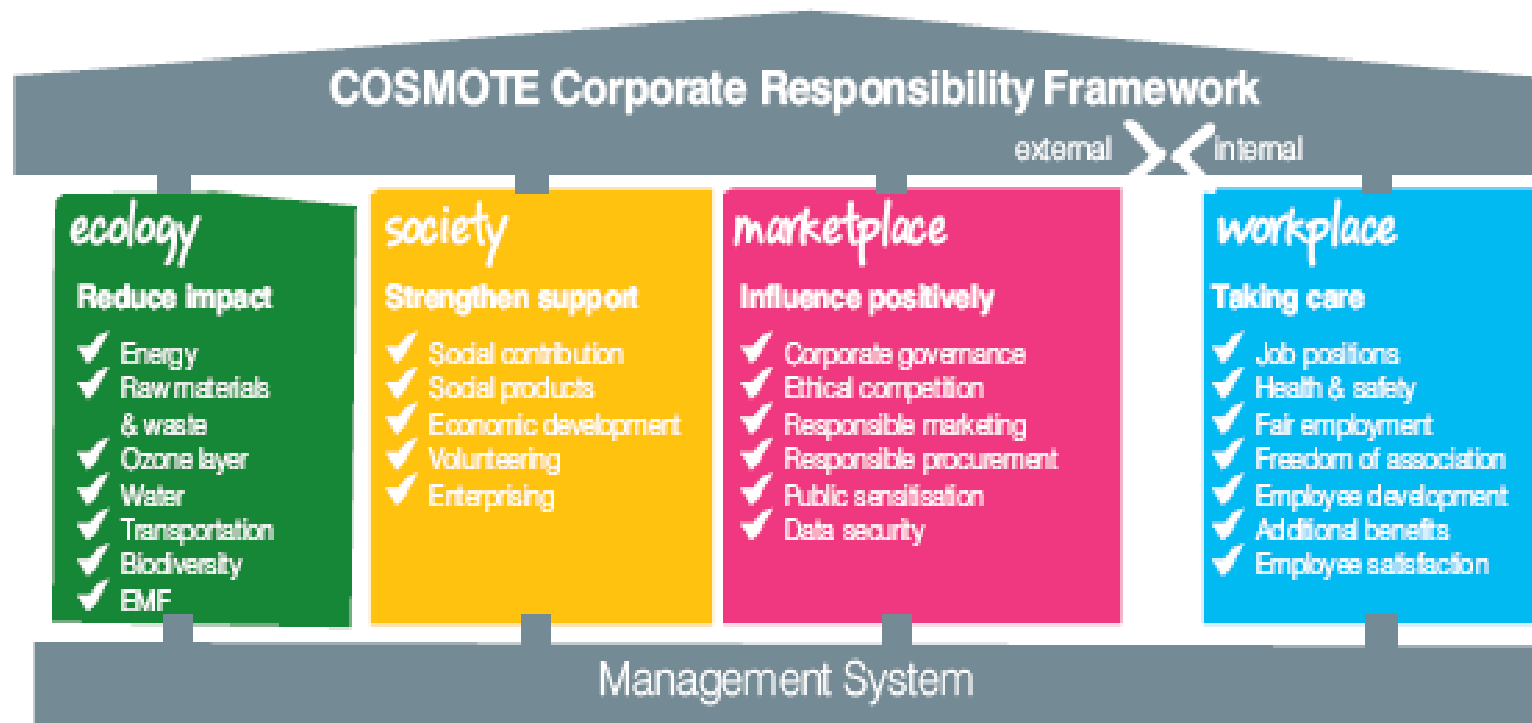 COSMOTE Corporate Responsibility Framework
external
internal
ecology
Reduce impact
Energy
Raw materials
& waste
Ozone layer
Water
Transportation
Biodiversity
EMF
society
Strengthen support
Social contribution
Social products
Economic development
Volunteering
Enterprising
marketplace
Influence positively
Corporate governance
Ethical competition
Responsible marketing
Responsible procurement
Public sensitisation
Data security
workplace
Taking care
Job positions
Health & safety
Fair employment
Freedom of association
Employee development
Additional benefits
Employee satisfaction
Management System